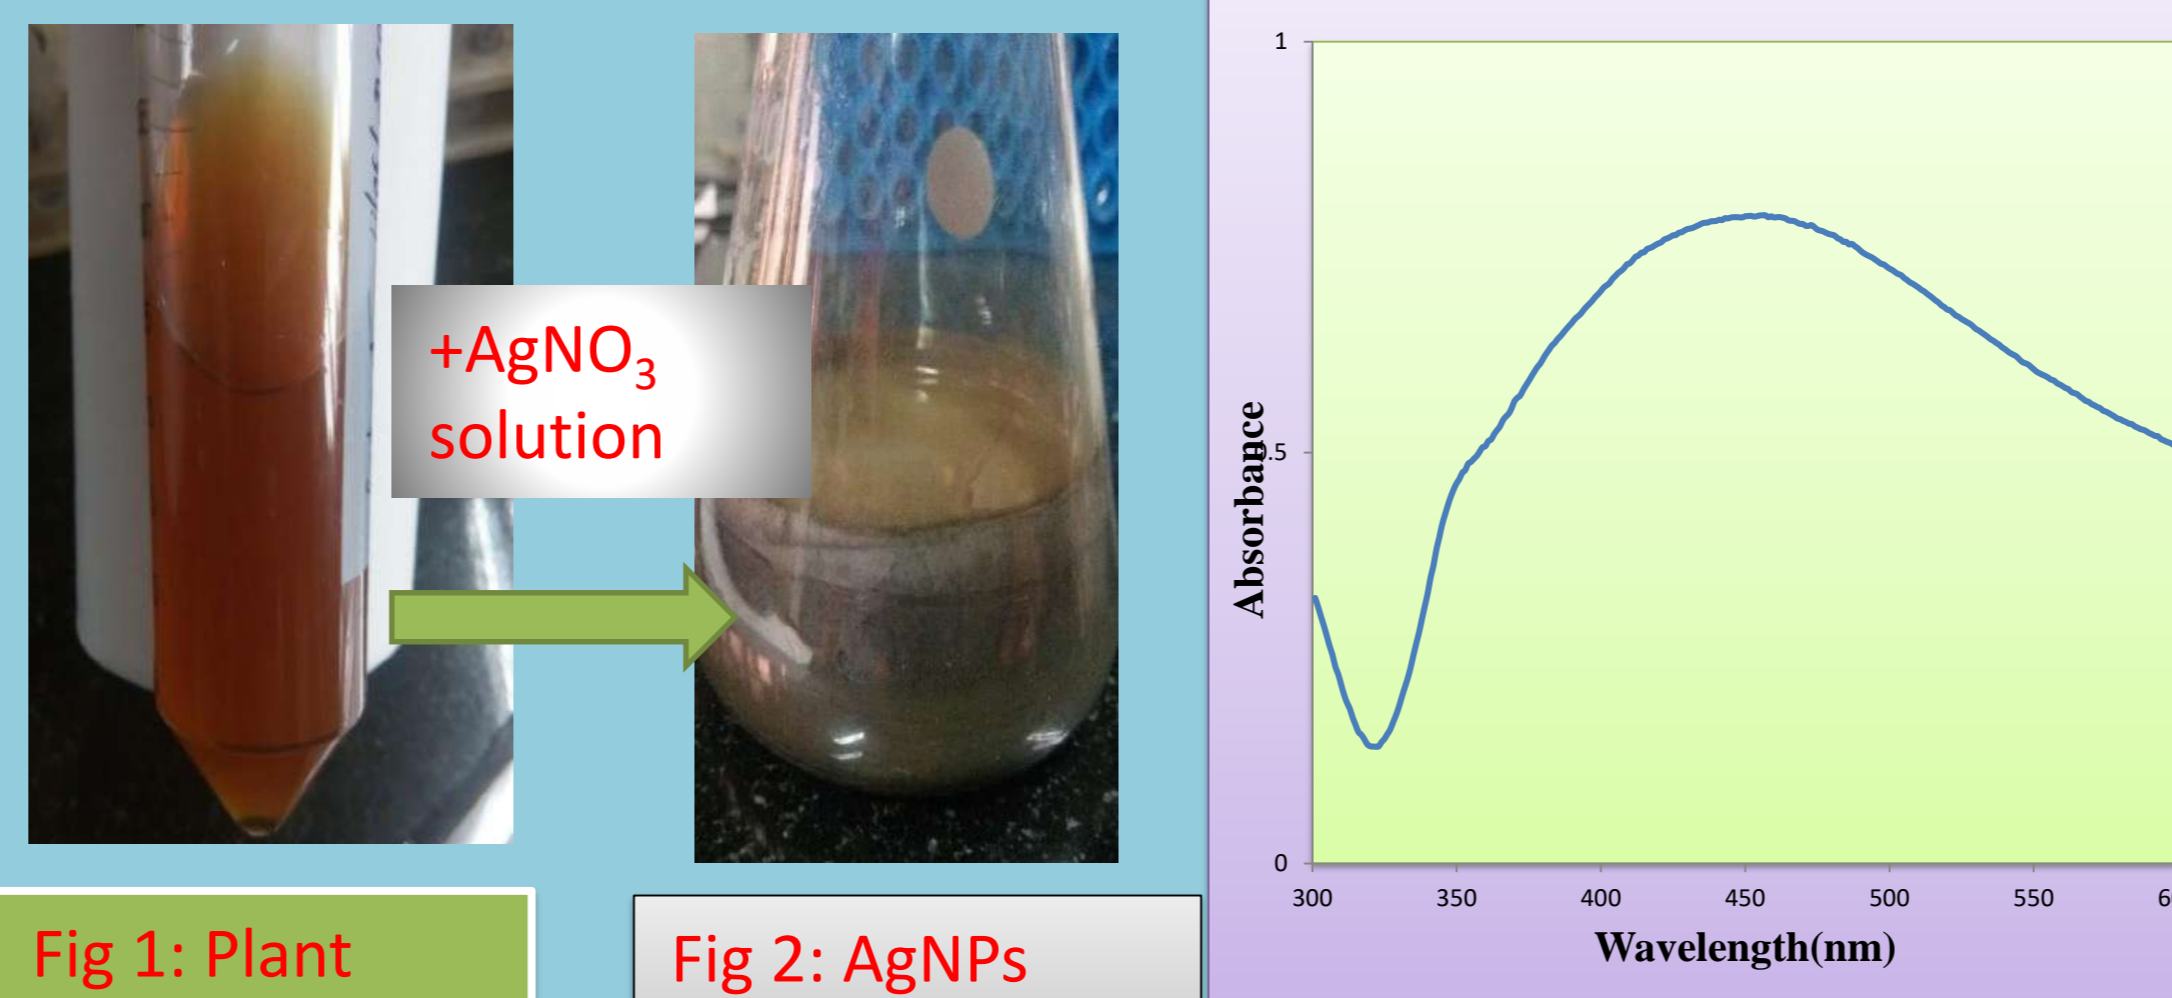 +AgNO₃
solution
Fig 1: Plant
Fig 2: AgNPs
1
.5
0
Absorbance
300 350 400 450 500 550
Wavelength(nm)